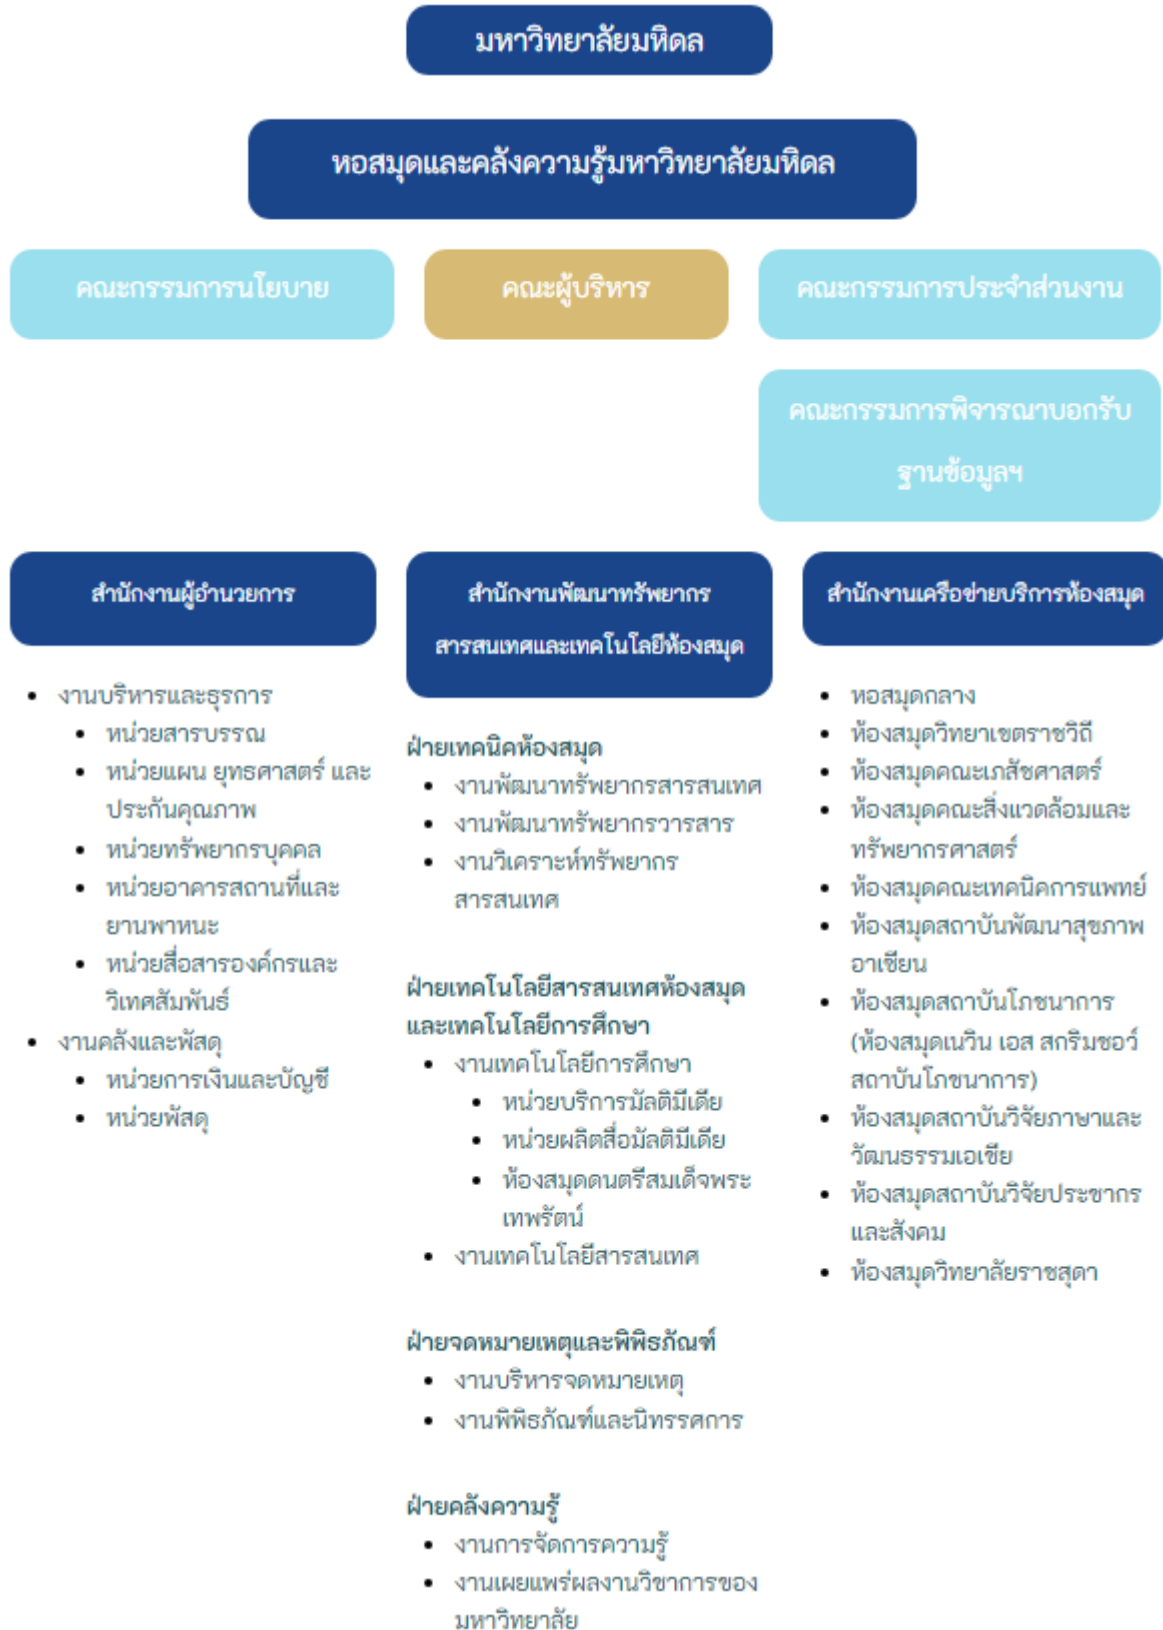 มหาวิทยาลัยมหิดล
หอสมุดและคลังความรู้มหาวิทยาลัยมหิดล
คณะกรรมการนโยบาย
คณะผู้บริหาร
คณะกรรมการประจำส่วนงาน
คณะกรรมการพิจารณาบอกรับ
ฐานข้อมูลฯ
สำนักงานผู้อำนวยการ
งานบริหารและธุรการ
หน่วยสารบรรณ
หน่วยแผน ยุทธศาสตร์ และ
ประกันคุณภาพ
หน่วยทรัพยากรบุคคล
หน่วยอาคารสถานที่และ
ยานพาหนะ
หน่วยสื่อสารองค์กรและ
วิเทศสัมพันธ์
งานคลังและพัสดุ
หน่วยการเงินและบัญชี
หน่วยพัสดุ
สำนักงานพัฒนาทรัพยากร
สารสนเทศและเทคโนโลยีห้องสมุด
ฝ่ายเทคนิคห้องสมุด
งานพัฒนาทรัพยากรสารสนเทศ
งานพัฒนาทรัพยากรวารสาร
งานวิเคราะห์ทรัพยากร
สารสนเทศ
ฝ่ายเทคโนโลยีสารสนเทศห้องสมุด
และเทคโนโลยีการศึกษา
งานเทคโนโลยีการศึกษา
หน่วยบริการมัลติมีเดีย
หน่วยผลิตสื่อมัลติมีเดีย
ห้องสมุดดนตรีสมเด็จพระ
เทพรัตน์
งานเทคโนโลยีสารสนเทศ
ฝ่ายจดหมายเหตุและพิพิธภัณฑ์
งานบริหารจดหมายเหตุ
งานพิพิธภัณฑ์และนิทรรศการ
ฝ่ายคลังความรู้
งานการจัดการความรู้
งานเผยแพร่ผลงานวิชาการของ
มหาวิทยาลัย
สำนักงานเครือข่ายบริการห้องสมุด
หอสมุดกลาง
ห้องสมุดวิทยาเขตราชวิถี
ห้องสมุดคณะเภสัชศาสตร์
ห้องสมุดคณะสิ่งแวดล้อมและ
ทรัพยากรศาสตร์
ห้องสมุดคณะเทคนิคการแพทย์
ห้องสมุดสถาบันพัฒนาสุขภาพ
อาเซียน
ห้องสมุดสถาบันโภชนาการ
(ห้องสมุดเนวิน เอส สกริมชอว์
สถาบันโภชนาการ)
ห้องสมุดสถาบันวิจัยภาษาและ
วัฒนธรรมเอเชีย
ห้องสมุดสถาบันวิจัยประชากร
และสังคม
ห้องสมุดวิทยาลัยราชสุดา